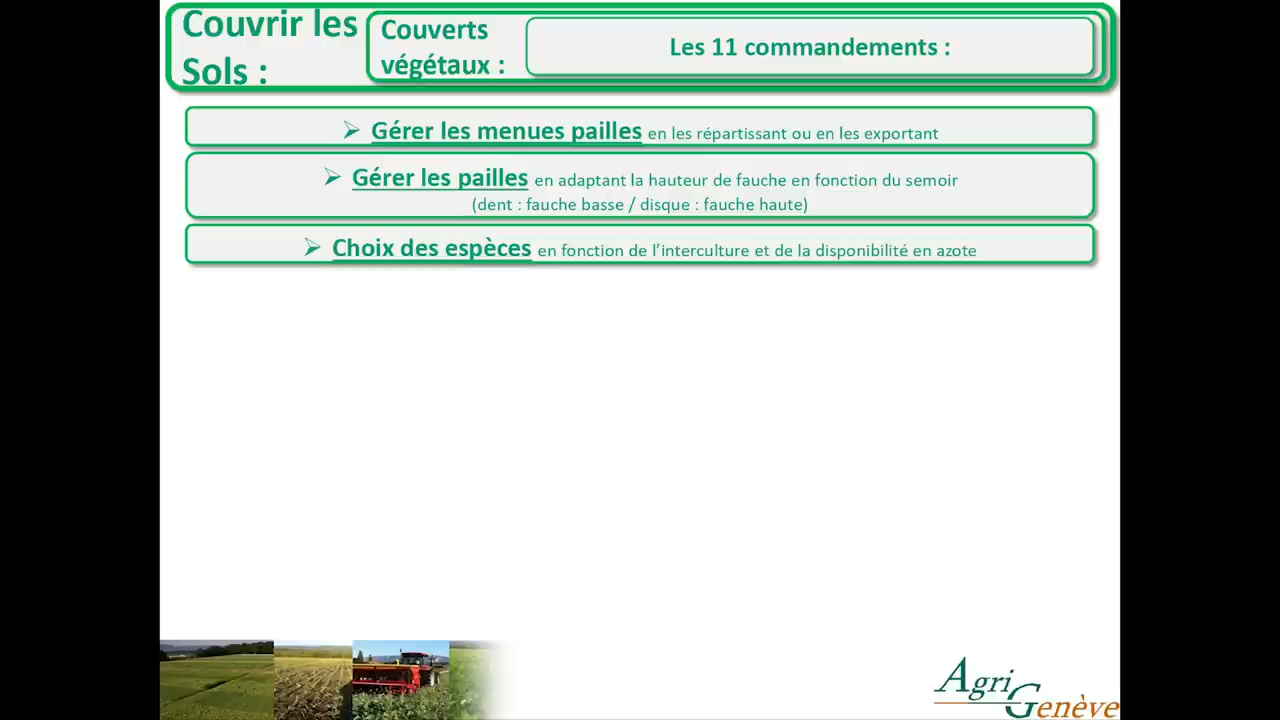 Couvrir les
Sols :
Couverts
végétaux :
Les 11 commandements :
➢ Gérer les menues pailles en les répartissant ou en les exportant
➢ Gérer les pailles en adaptant la hauteur de fauche en fonction du semoir
(dent : fauche basse / disque : fauche haute)
➢ Choix des espèces en fonction de l’interculture et de la disponibilité en azote
Agri
Genève